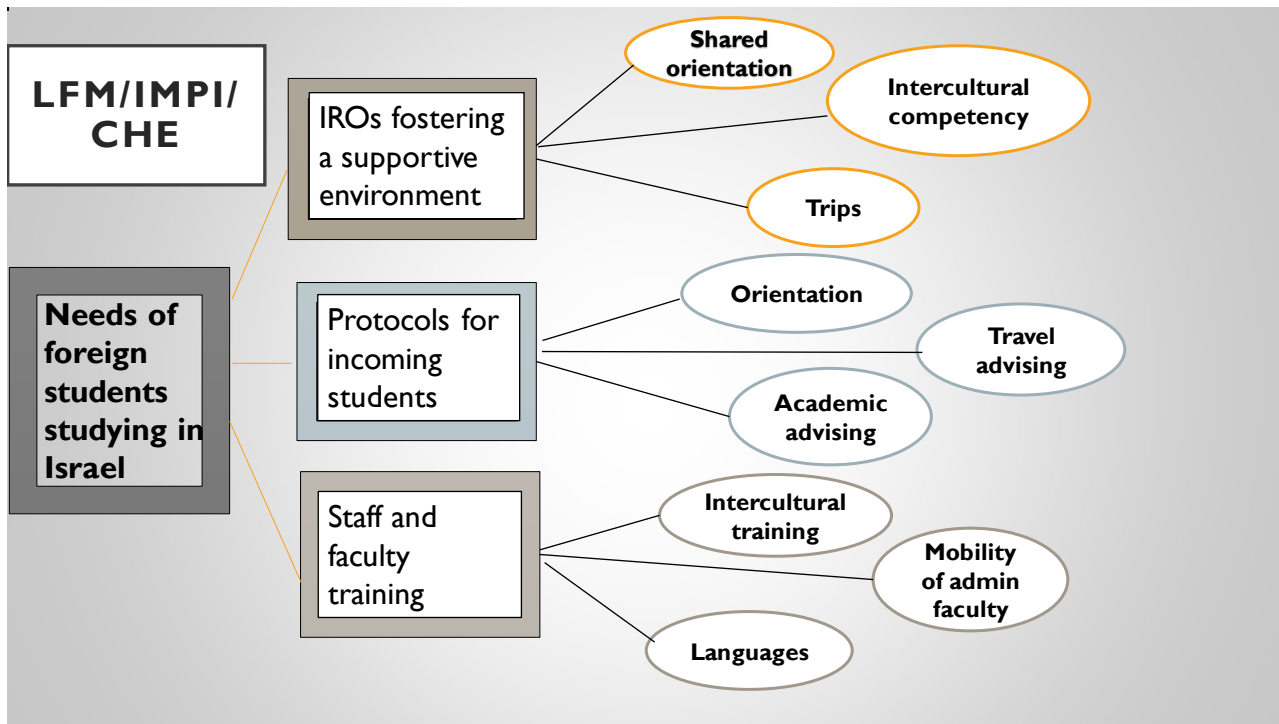 LFM/IMPI/
CHE
Needs of
foreign
students
studying in
Israel
IROs fostering
a supportive
environment
Shared
orientation
Intercultural
competency
Trips
Protocols for
incoming
students
Orientation
Travel
advising
Academic
advising
Staff and
faculty
training
Intercultural
training
Mobility
of admin
faculty
Languages